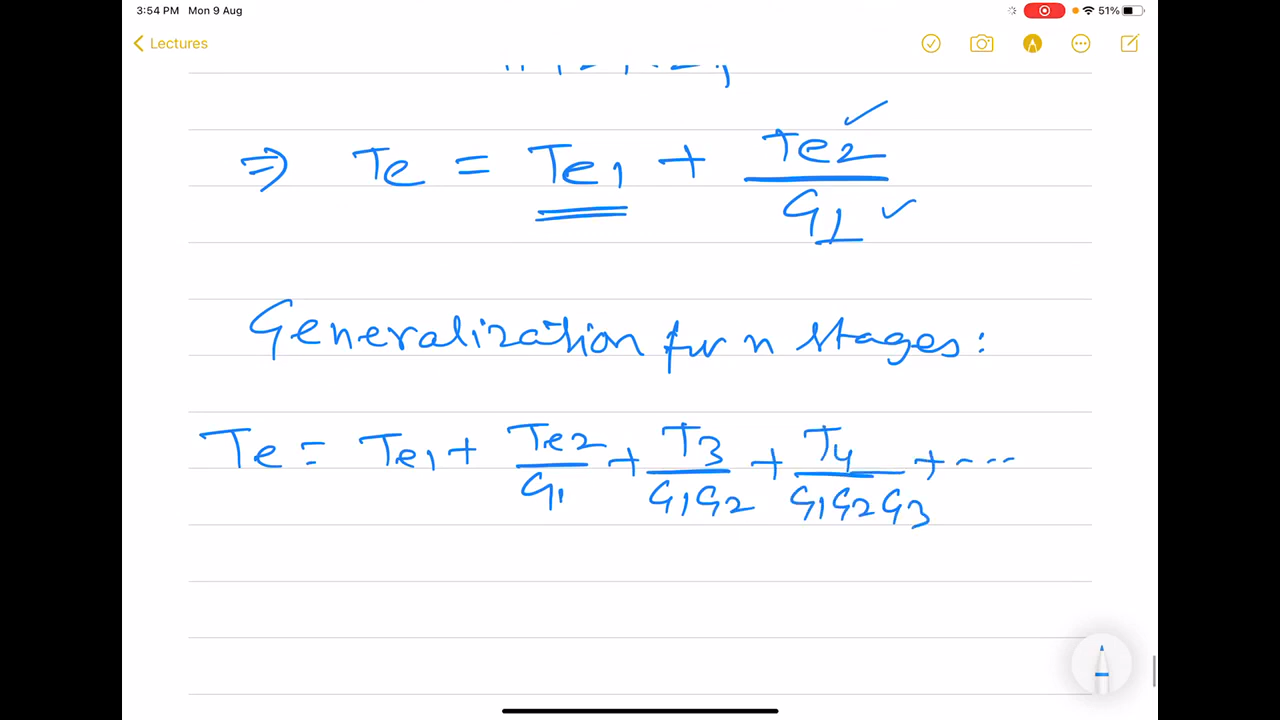 3:54 PM Mon 9 Aug 51%
Lectures
⇒ Te = Te1 + Te2/G1
Generalization for n stages:
Te = Te1 + Te2/G1 + T3/G1G2 + T4/G1G2G3 + ---